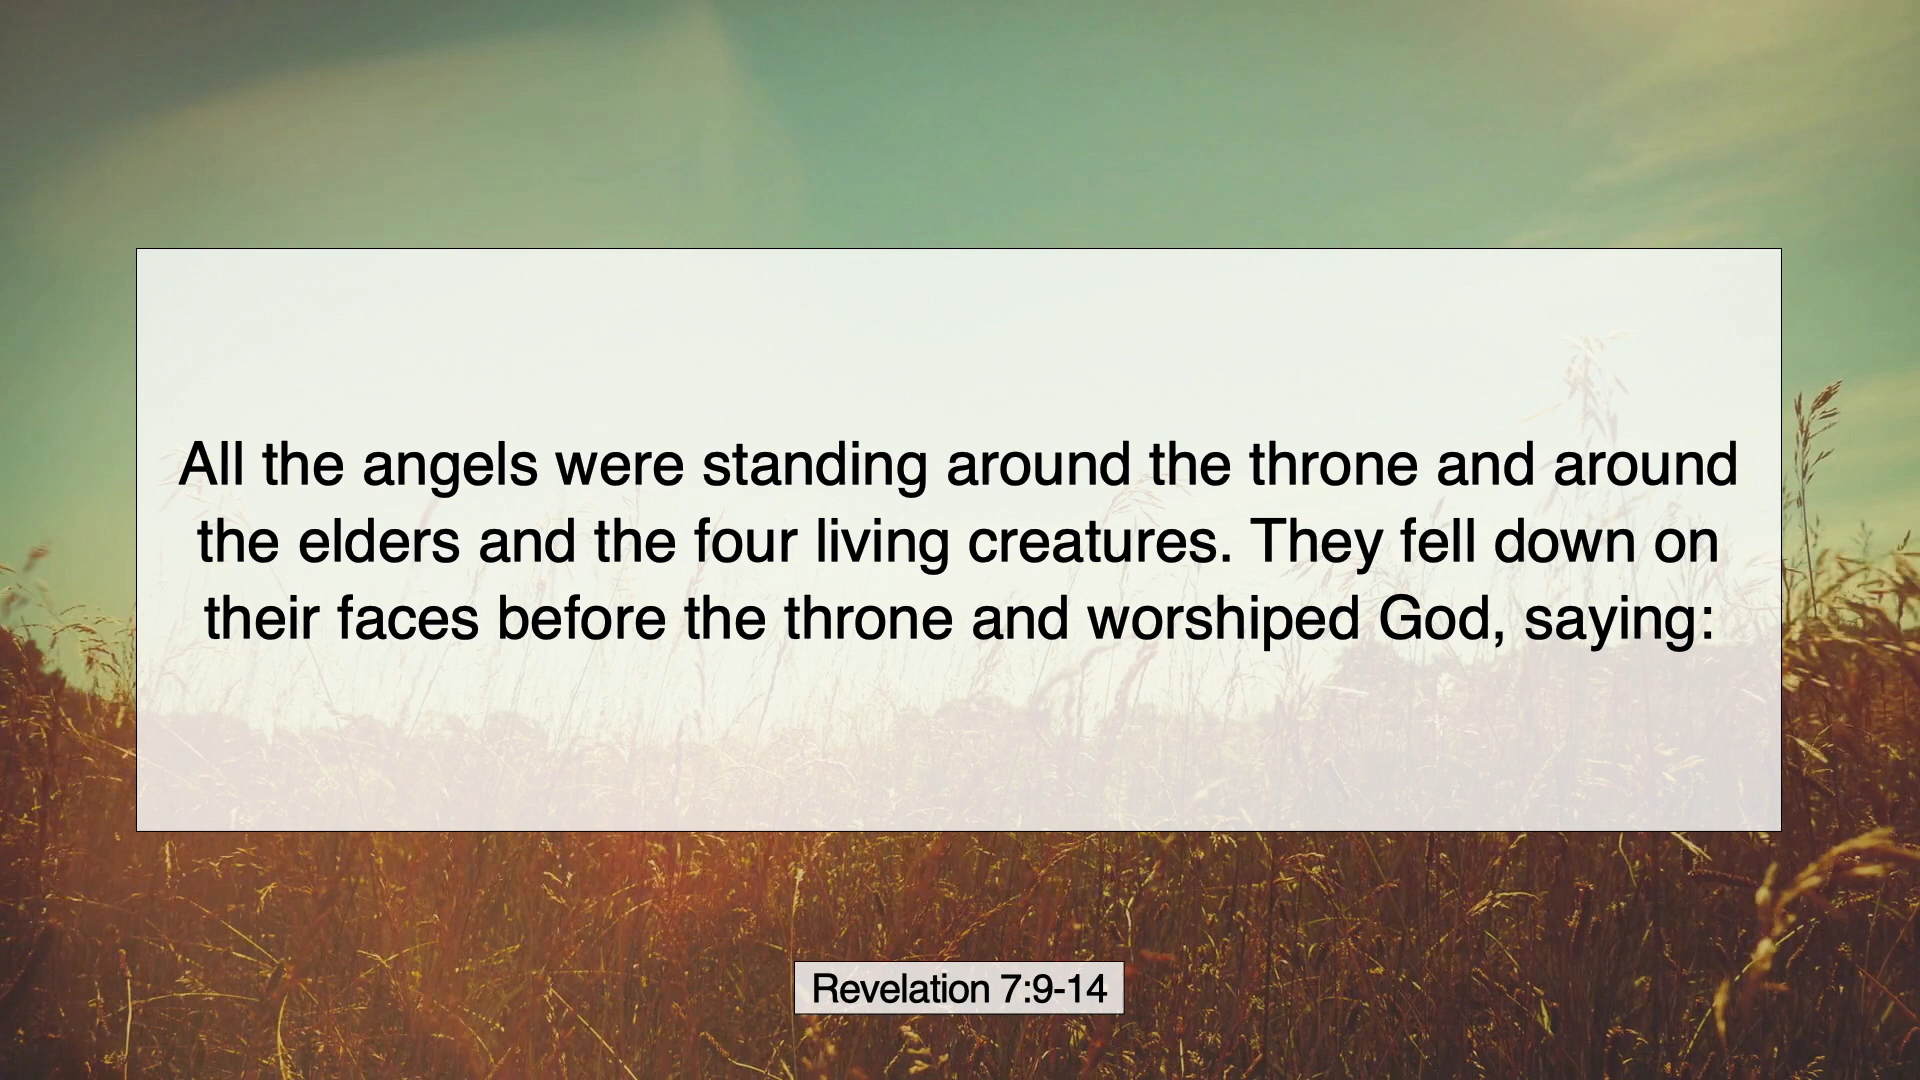 All the angels were standing around the throne and around
the elders and the four living creatures. They fell down on
their faces before the throne and worshiped God, saying:
Revelation 7:9-14